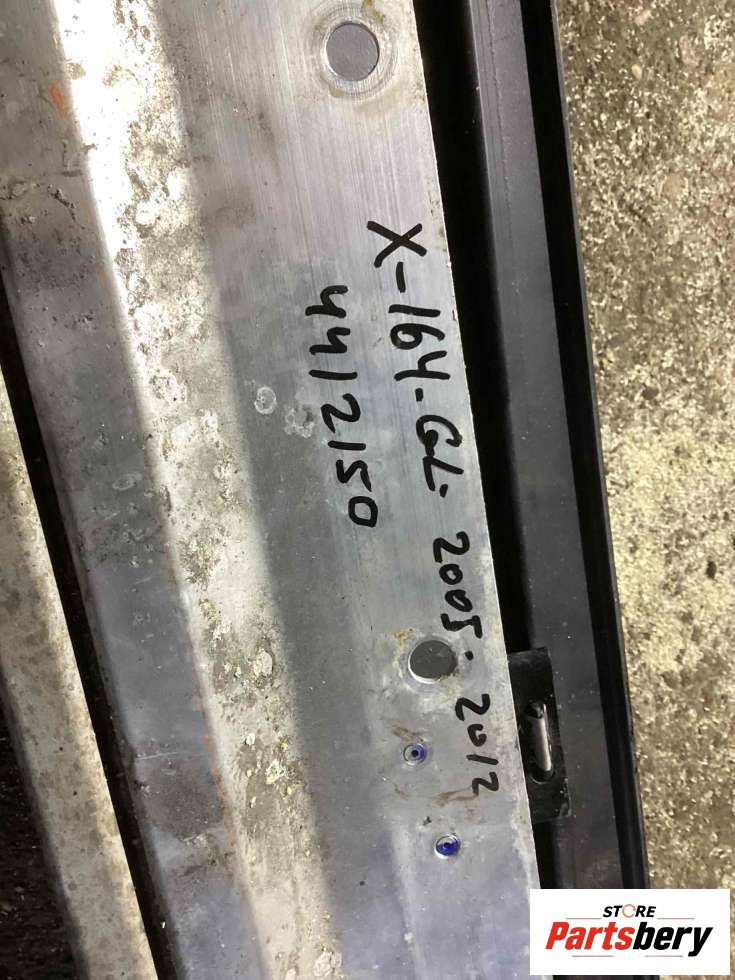 X-164-GL- 2005. 2012
4412150
STORE
Partsbery